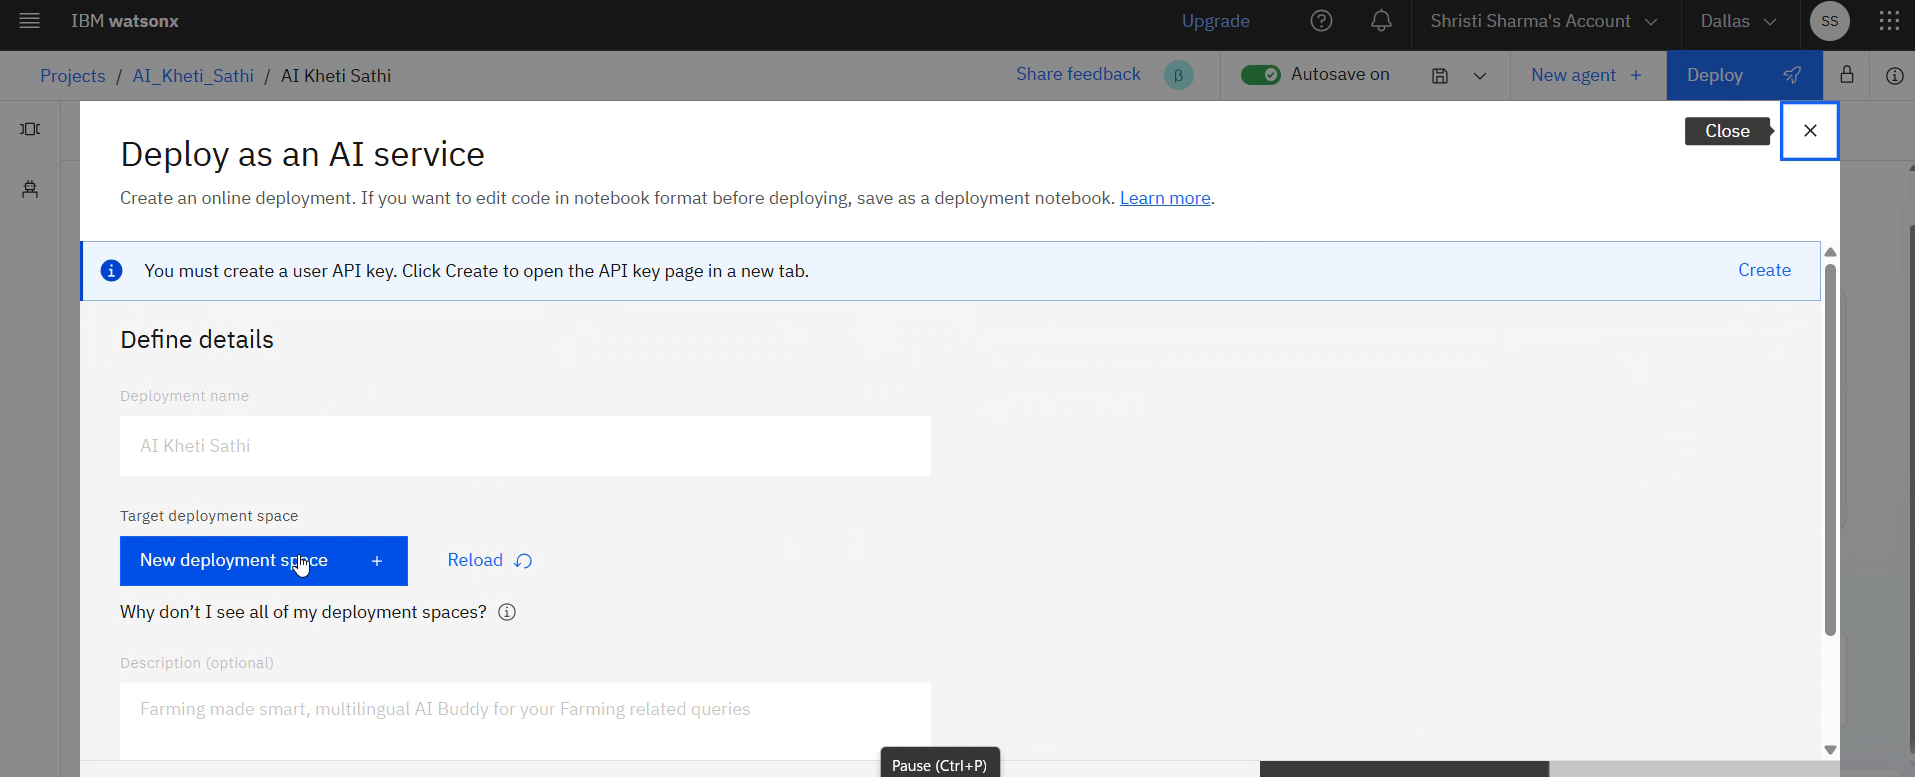 IBM watsonx
Upgrade
Shristi Sharma's Account
Dallas
SS
Projects / AI_Kheti_Sathi / AI Kheti Sathi
Share feedback
β
Autosave on
New agent +
Deploy
Close
Deploy as an AI service
Create an online deployment. If you want to edit code in notebook format before deploying, save as a deployment notebook. Learn more.
You must create a user API key. Click Create to open the API key page in a new tab.
Create
Define details
Deployment name
AI Kheti Sathi
Target deployment space
New deployment space +
Reload
Why don't I see all of my deployment spaces?
Description (optional)
Farming made smart, multilingual AI Buddy for your Farming related queries
Pause (Ctrl+P)